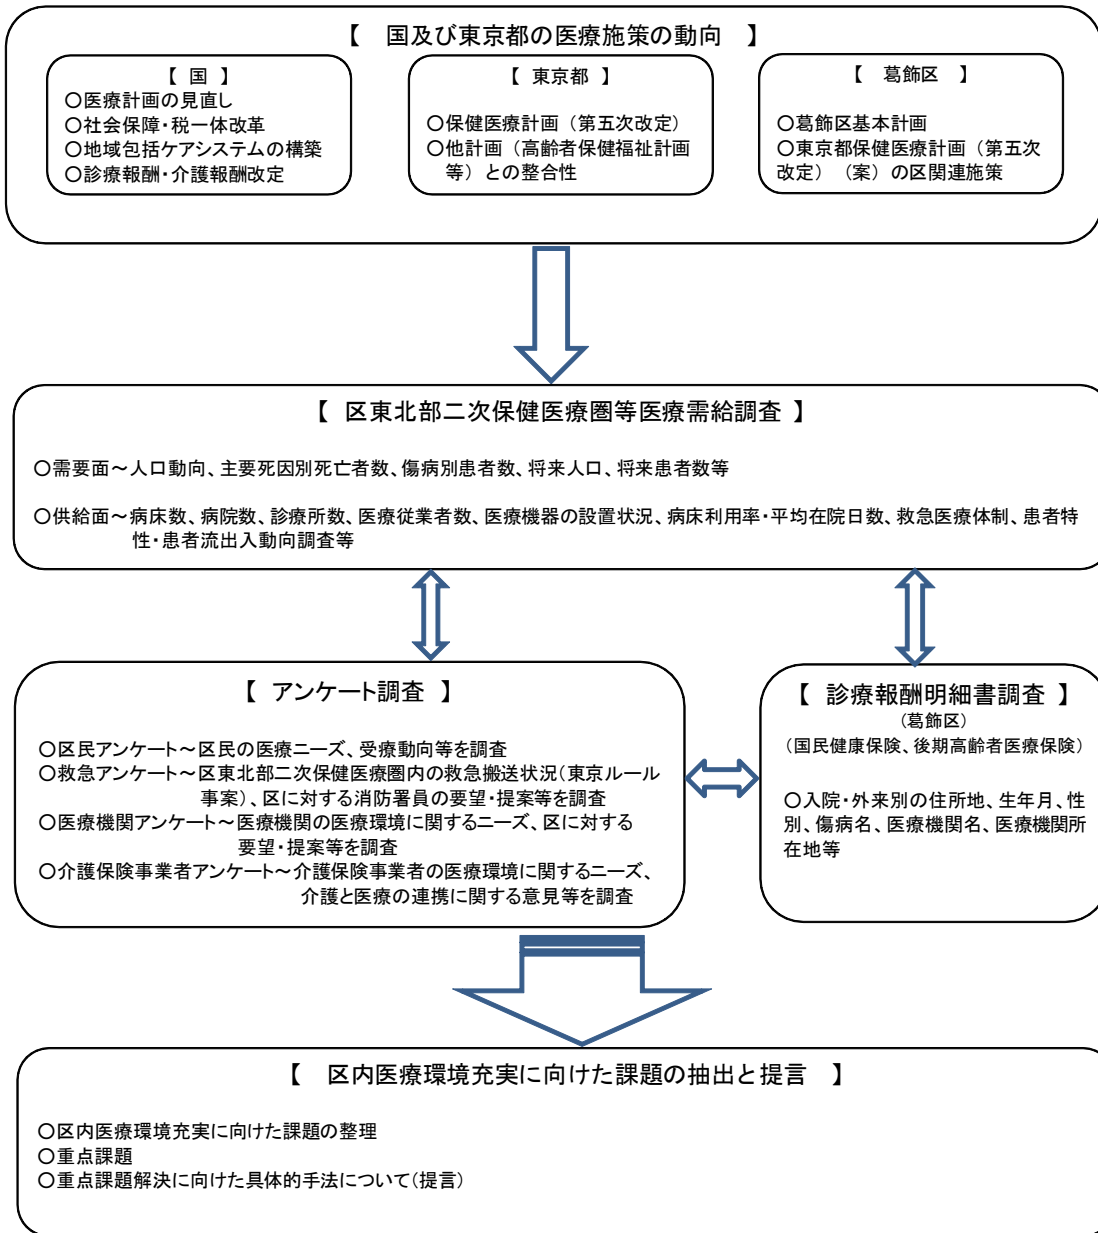 【　国及び東京都の医療施策の動向　】
【 国 】
○医療計画の見直し
○社会保障・税一体改革
○地域包括ケアシステムの構築
○診療報酬・介護報酬改定
【 東京都 】
○保健医療計画（第五次改定）
○他計画（高齢者保健福祉計画
等）との整合性
【　葛飾区　】
○葛飾区基本計画
○東京都保健医療計画（第五次
改定）（案）の区関連施策
【 区東北部二次保健医療圏等医療需給調査 】
○需要面～人口動向、主要死因別死亡者数、傷病別患者数、将来人口、将来患者数等
○供給面～病床数、病院数、診療所数、医療従業者数、医療機器の設置状況、病床利用率・平均在院日数、救急医療体制、患者特
性・患者流出入動向調査等
【 アンケート調査 】
○区民アンケート～区民の医療ニーズ、受療動向等を調査
○救急アンケート～区東北部二次保健医療圏内の救急搬送状況（東京ルール
事案）、区に対する消防署員の要望・提案等を調査
○医療機関アンケート～医療機関の医療環境に関するニーズ、区に対する
要望・提案等を調査
○介護保険事業者アンケート～介護保険事業者の医療環境に関するニーズ、
介護と医療の連携に関する意見等を調査
【 診療報酬明細書調査 】
（葛飾区）
（国民健康保険、後期高齢者医療保険）
○入院・外来別の住所地、生年月、性
別、傷病名、医療機関名、医療機関所
在地等
【　区内医療環境充実に向けた課題の抽出と提言　】
○区内医療環境充実に向けた課題の整理
○重点課題
○重点課題解決に向けた具体的手法について（提言）